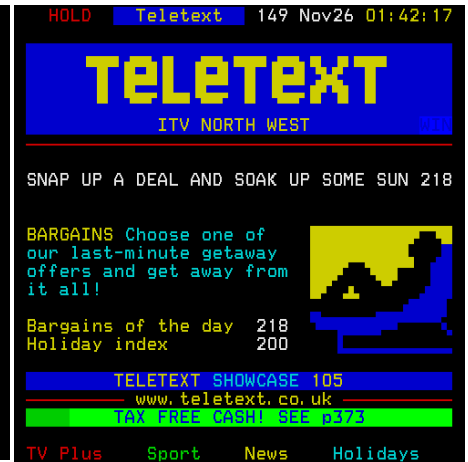 HOLD Teletext 149 Nov26 01:42:17
TELETEXT
ITV NORTH WEST
SNAP UP A DEAL AND SOAK UP SOME SUN 218
BARGAINS Choose one of
our last-minute getaway
offers and get away from
it all!
Bargains of the day 218
Holiday index 200
TELETEXT SHOWCASE 105
www.teletext.co.uk
TAX FREE CASH! SEE p373
TV Plus Sport News Holidays